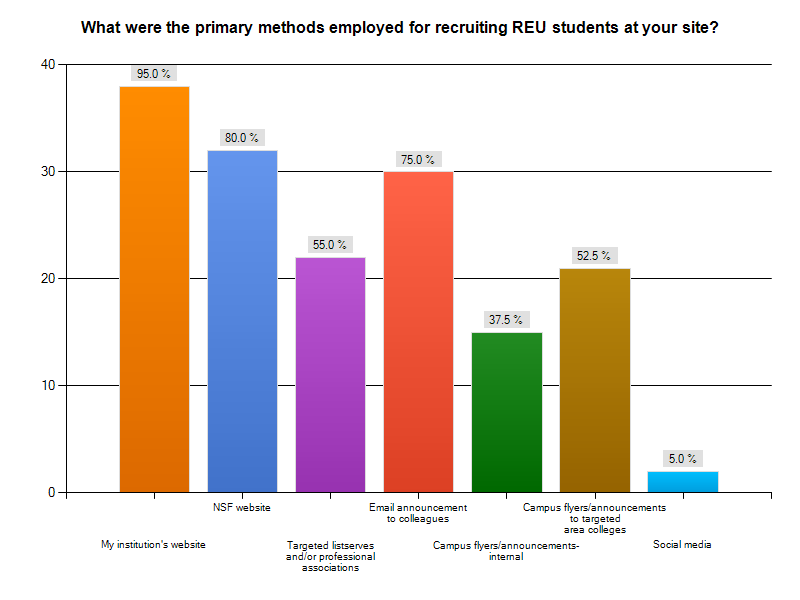 What were the primary methods employed for recruiting REU students at your site?
40
30
20
10
0
95.0 %
80.0 %
55.0 %
75.0 %
37.5 %
52.5 %
5.0 %
My institution's website
NSF website
Targeted listserves
and/or professional
associations
Email announcement
to colleagues
Campus flyers/announcements-
internal
Campus flyers/announcements
to targeted
area colleges
Social media